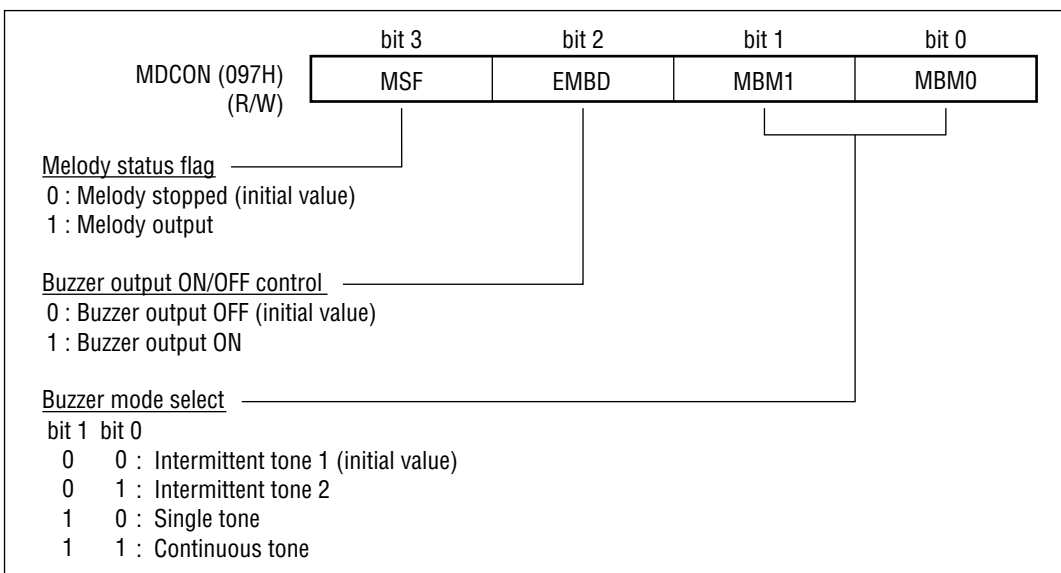 bit 3 bit 2 bit 1 bit 0
MDCON (097H) MSF EMBD MBM1 MBM0
(R/W)
Melody status flag
0 : Melody stopped (initial value)
1 : Melody output
Buzzer output ON/OFF control
0 : Buzzer output OFF (initial value)
1 : Buzzer output ON
Buzzer mode select
bit 1 bit 0
0 0 : Intermittent tone 1 (initial value)
0 1 : Intermittent tone 2
1 0 : Single tone
1 1 : Continuous tone